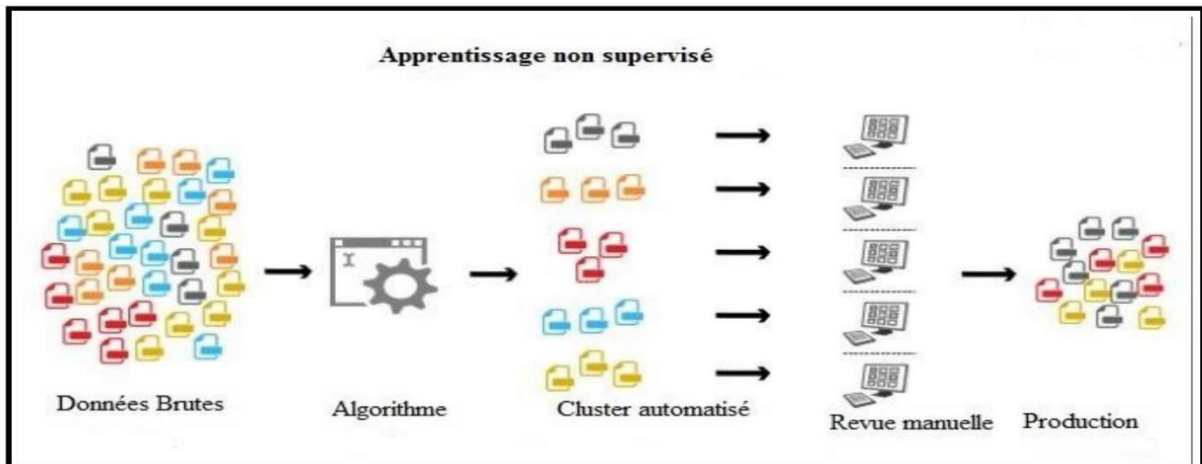 Apprentissage non supervisé
Données Brutes
Algorithme
Cluster automatisé
Revue manuelle
Production